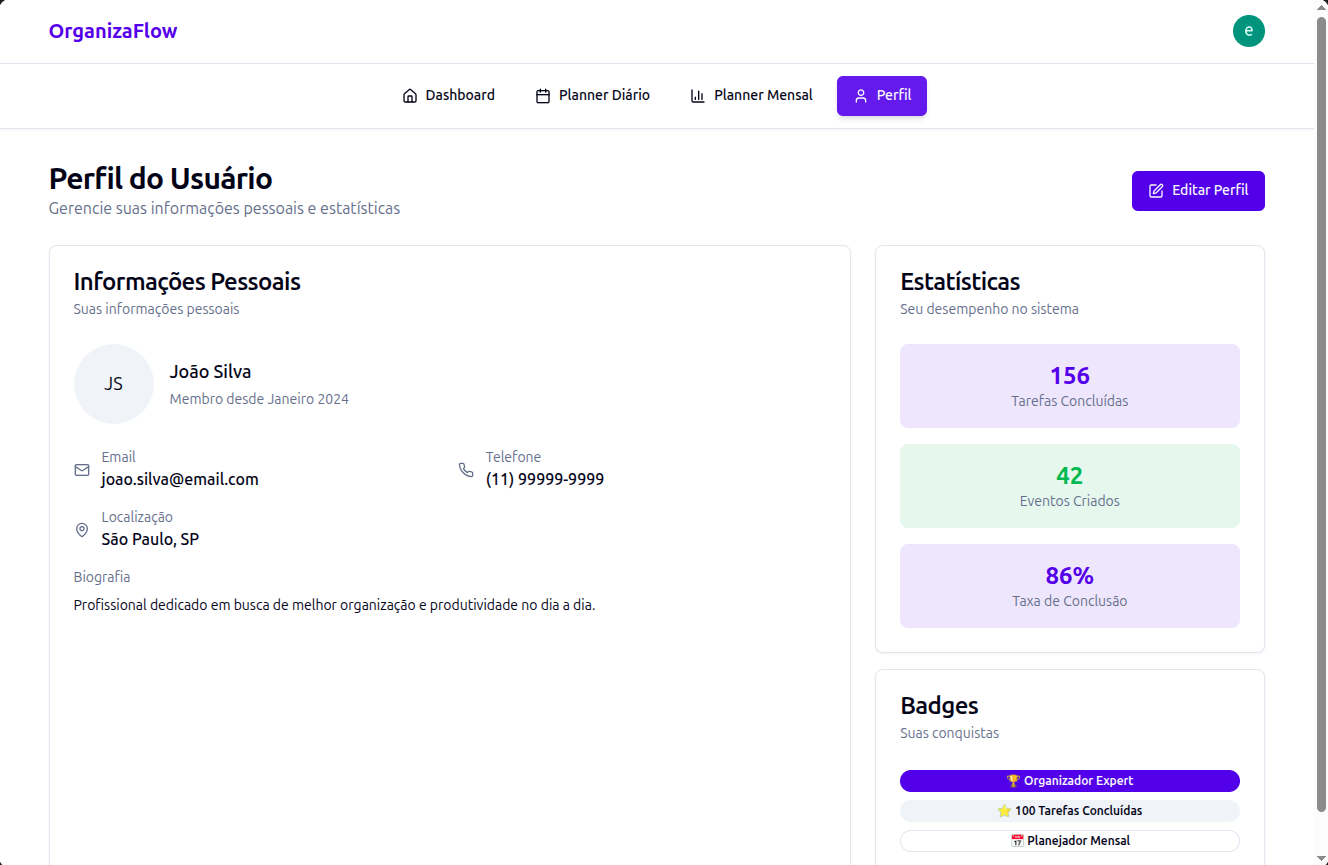 OrganizaFlow
e
Dashboard
Planner Diário
Planner Mensal
Perfil
Perfil do Usuário
Gerencie suas informações pessoais e estatísticas
Editar Perfil
Informações Pessoais
Suas informações pessoais
JS
João Silva
Membro desde Janeiro 2024
Email
joao.silva@email.com
Telefone
(11) 99999-9999
Localização
São Paulo, SP
Biografia
Profissional dedicado em busca de melhor organização e produtividade no dia a dia.
Estatísticas
Seu desempenho no sistema
156
Tarefas Concluídas
42
Eventos Criados
86%
Taxa de Conclusão
Badges
Suas conquistas
🏆 Organizador Expert
⭐ 100 Tarefas Concluídas
📅 Planejador Mensal